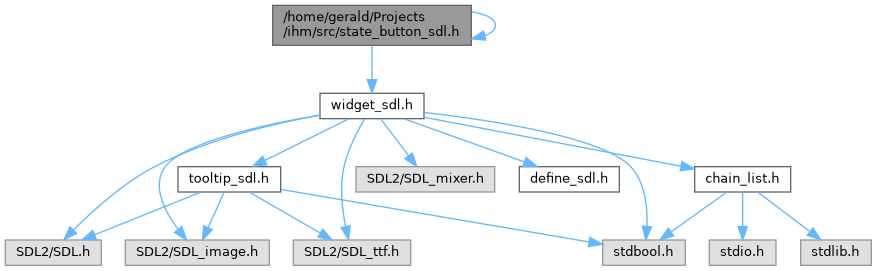 /home/gerald/Projects
/ihm/src/state_button_sdl.h
widget_sdl.h
tooltip_sdl.h
SDL2/SDL_mixer.h
define_sdl.h
chain_list.h
SDL2/SDL.h
SDL2/SDL_image.h
SDL2/SDL_ttf.h
stdbool.h
stdio.h
stdlib.h